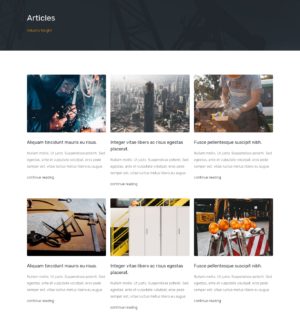 Articles
Industry Insight
Aliquam tincidunt mauris eu risus.
Integer vitae libero ac risus egestas
placerat.
Fusce pellentesque suscipit nibh.
Nullam mollis. Ut justo. Suspendisse potenti. Sed
egestas, ante et vulputate volutpat, eros pede
semper est, vitae luctus metus libero eu augue.
Nullam mollis. Ut justo. Suspendisse potenti. Sed
egestas, ante et vulputate volutpat, eros pede
semper est, vitae luctus metus libero eu augue.
Nullam mollis. Ut justo. Suspendisse potenti. Sed
egestas, ante et vulputate volutpat, eros pede
semper est, vitae luctus metus libero eu augue.
continue reading
continue reading
continue reading
Aliquam tincidunt mauris eu risus.
Integer vitae libero ac risus egestas
placerat.
Fusce pellentesque suscipit nibh.
Nullam mollis. Ut justo. Suspendisse potenti. Sed
egestas, ante et vulputate volutpat, eros pede
semper est, vitae luctus metus libero eu augue.
Nullam mollis. Ut justo. Suspendisse potenti. Sed
egestas, ante et vulputate volutpat, eros pede
semper est, vitae luctus metus libero eu augue.
Nullam mollis. Ut justo. Suspendisse potenti. Sed
egestas, ante et vulputate volutpat, eros pede
semper est, vitae luctus metus libero eu augue.
continue reading
continue reading
continue reading